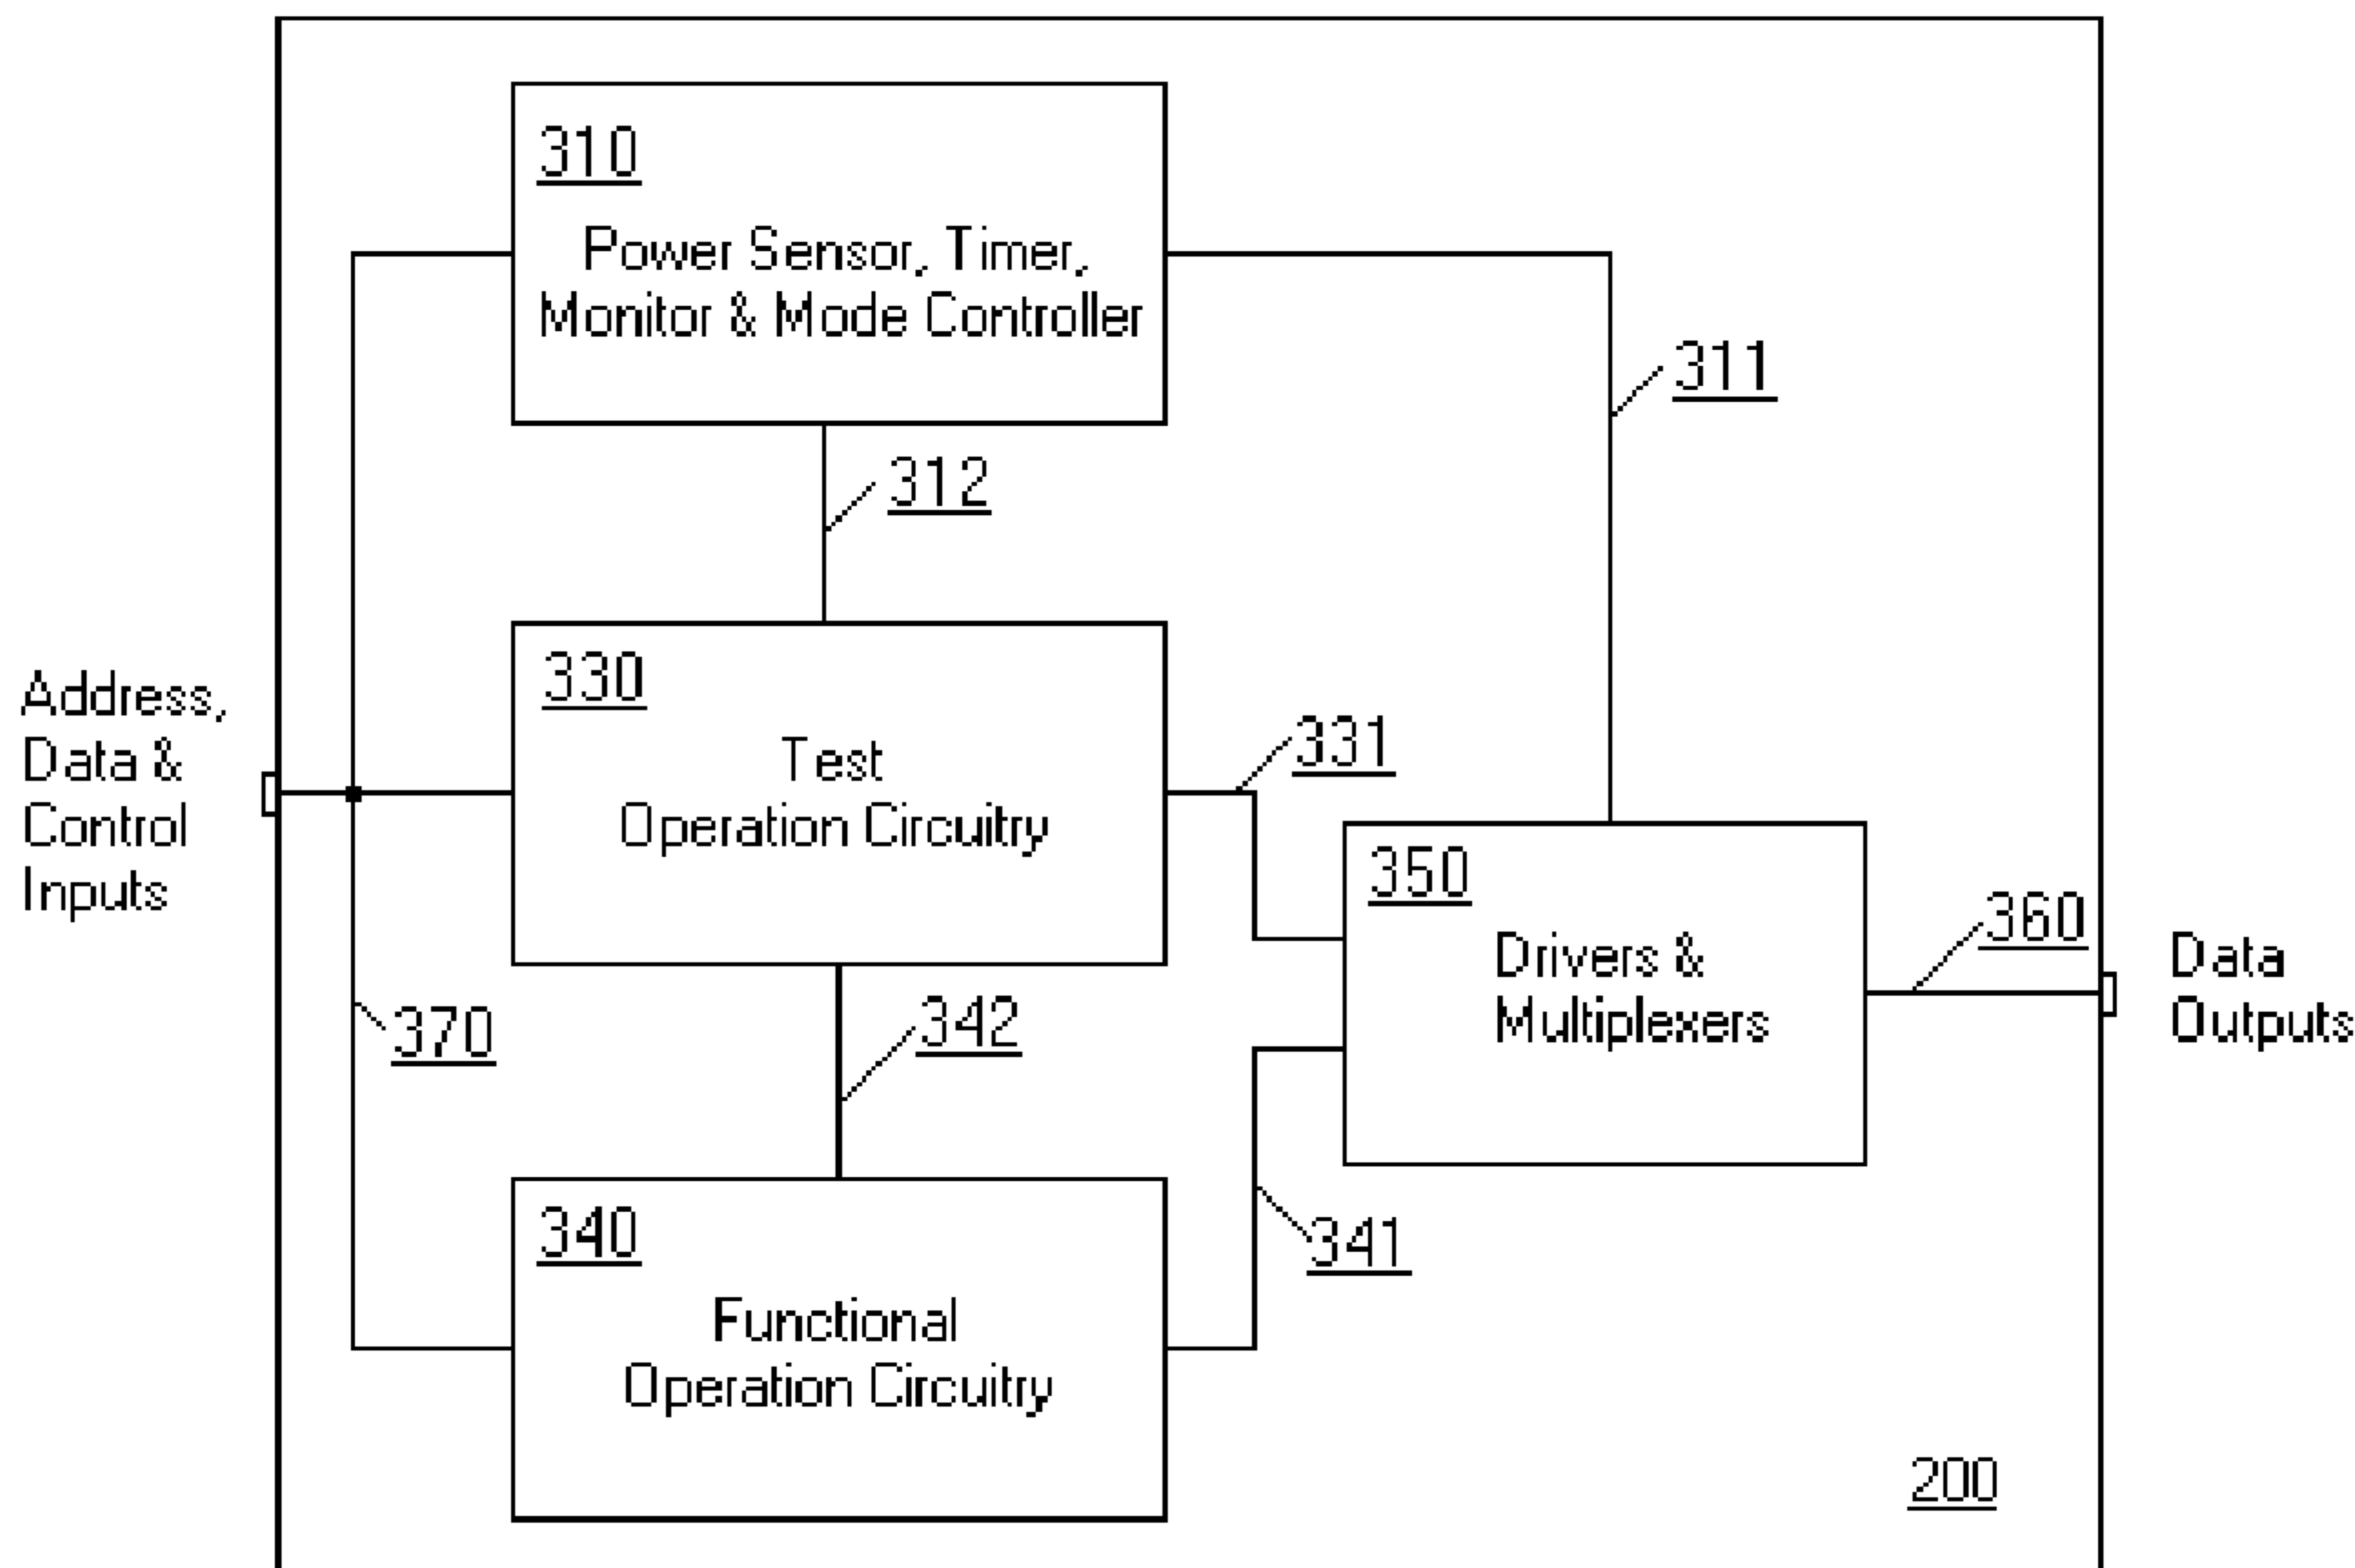 310
Power Sensor, Timer,
Monitor & Mode Controller
311
312
Address,
Data &
Control
Inputs
330
Test
Operation Circuitry
331
350
Drivers &
Multiplexers
360
Data
Outputs
370
342
340
Functional
Operation Circuitry
341
200